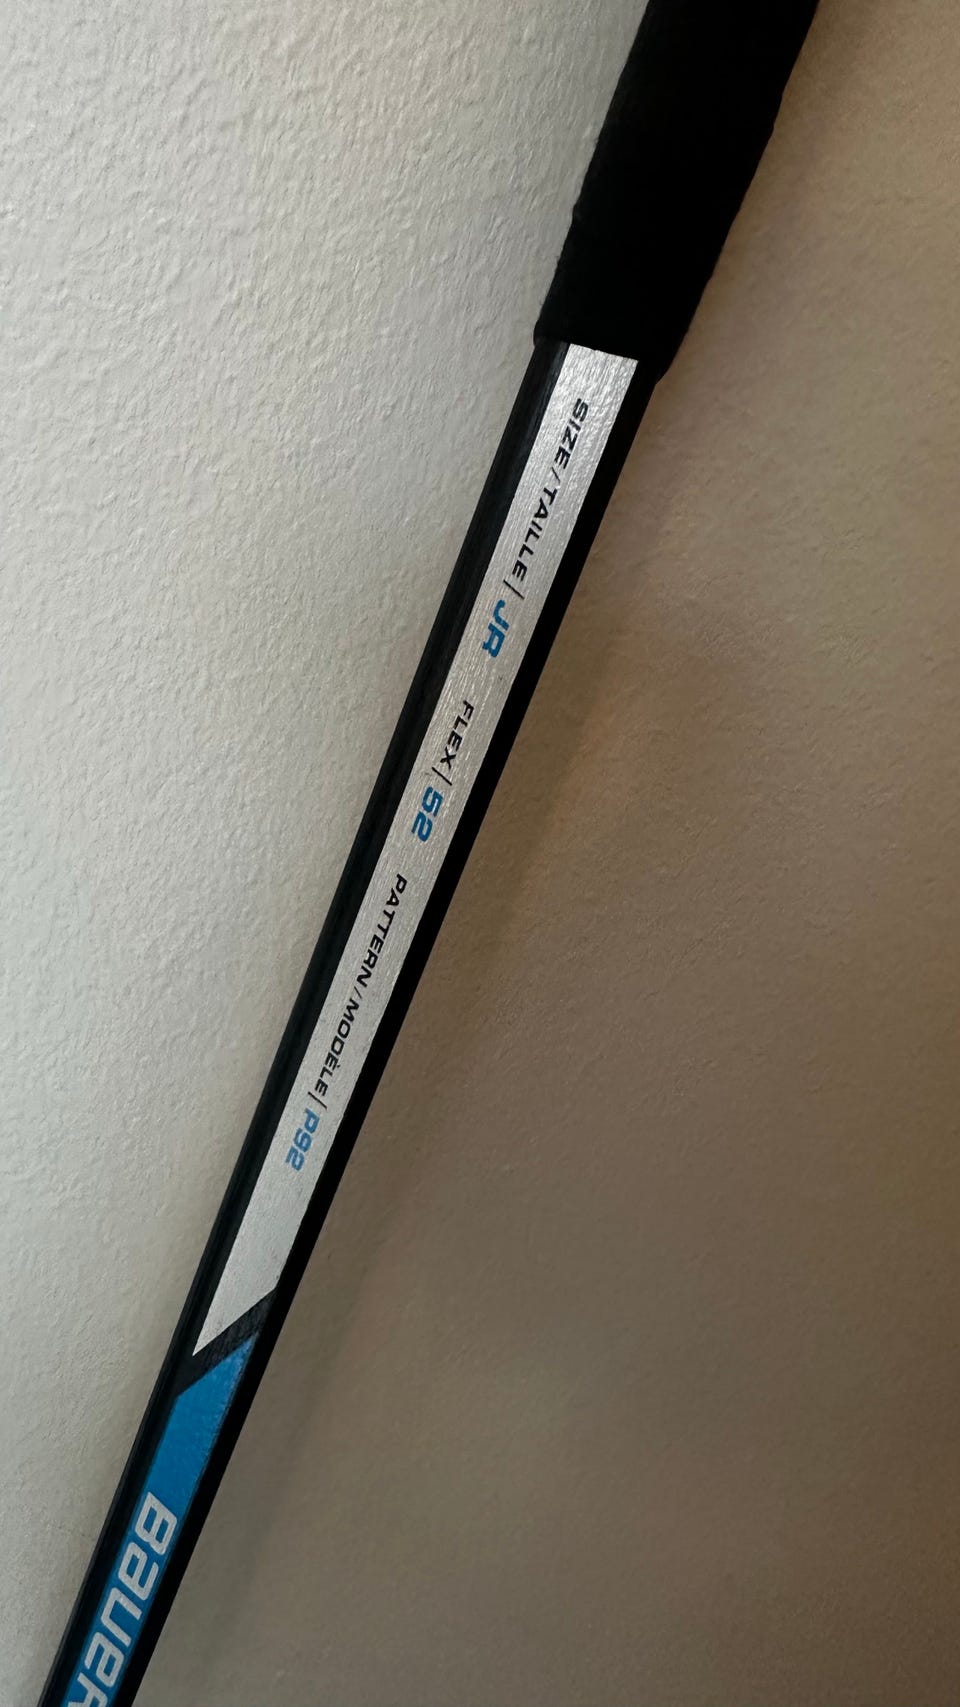 SIZE/TAILLE | JR FLEX | 52 PATTERN/MODÈLE | P92
BAUER